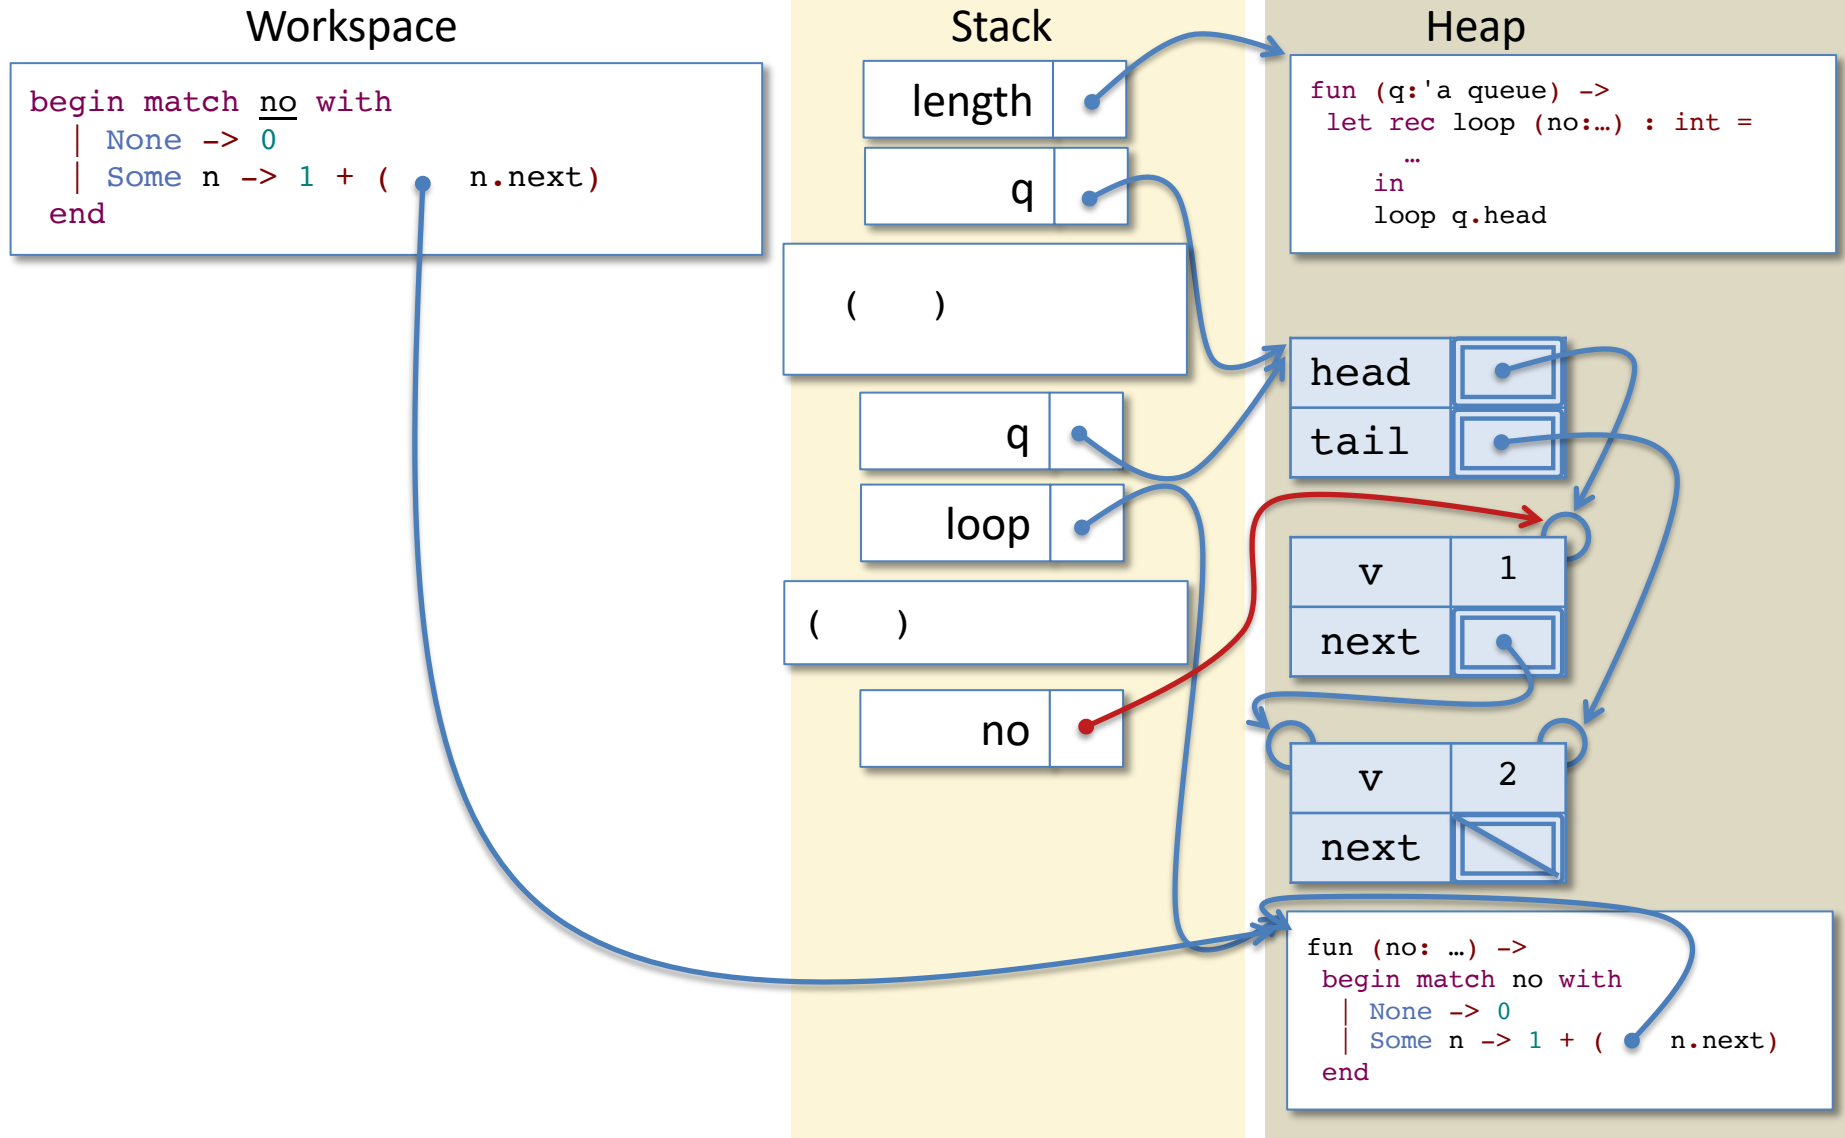 Workspace
begin match no with
| None -> 0
| Some n -> 1 + ( n.next)
end
Stack
length
q
( )
q
loop
( )
no
Heap
fun (q:'a queue) ->
let rec loop (no:…) : int =
…
in
loop q.head
head
tail
v 1
next
v 2
next
fun (no: …) ->
begin match no with
| None -> 0
| Some n -> 1 + ( n.next)
end